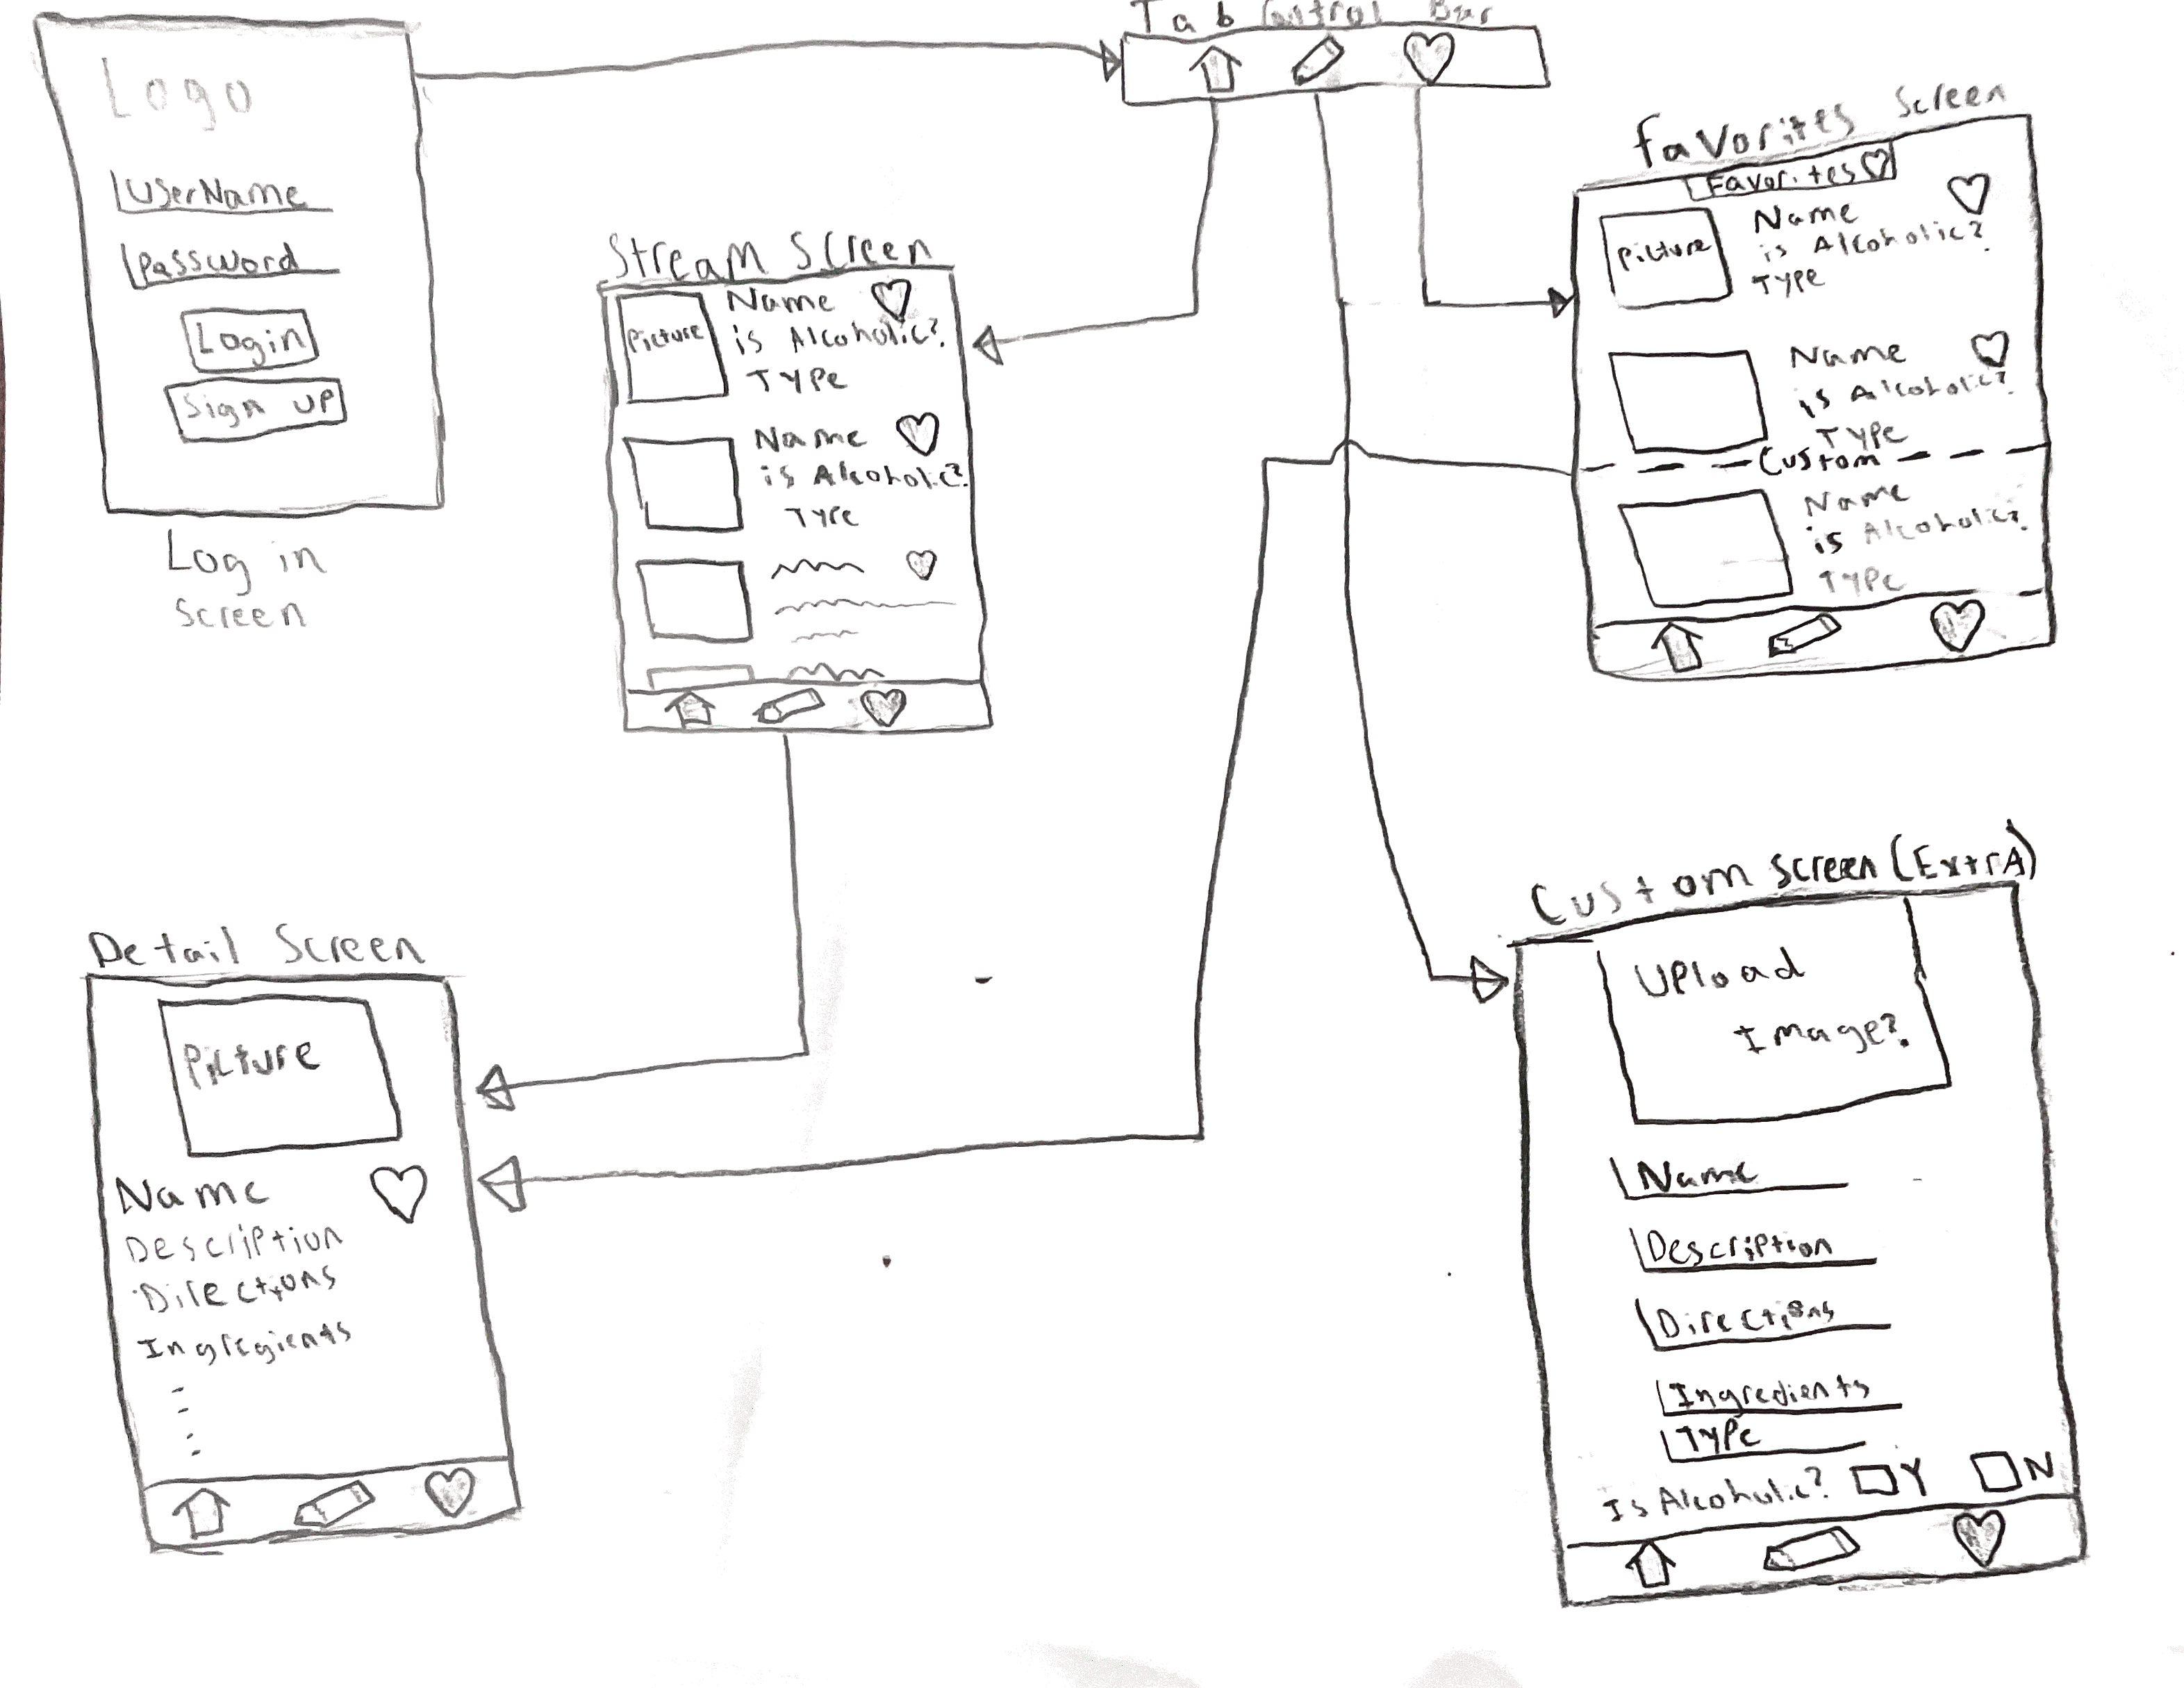 Tab Control Bar
Logo
UserName
Password
Login
Sign UP
Log in
Screen
Stream Screen
Picture
Name
is Alcoholic?
TYPe
Name
is Alcoholic?
TYPe
Favorites Screen
Favorites
Picture
Name
is Alcoholic?
TYPe
Name
is Alcoholic?
TYPe
Custom
Name
is Alcoholic?
TYPe
Detail Screen
Picture
Name
Description
Directions
Ingregients
Custom Screen (ExtrA)
UPload
Image?
Name
Description
Directions
Ingredients
TYPe
Is Alcoholic? Y N